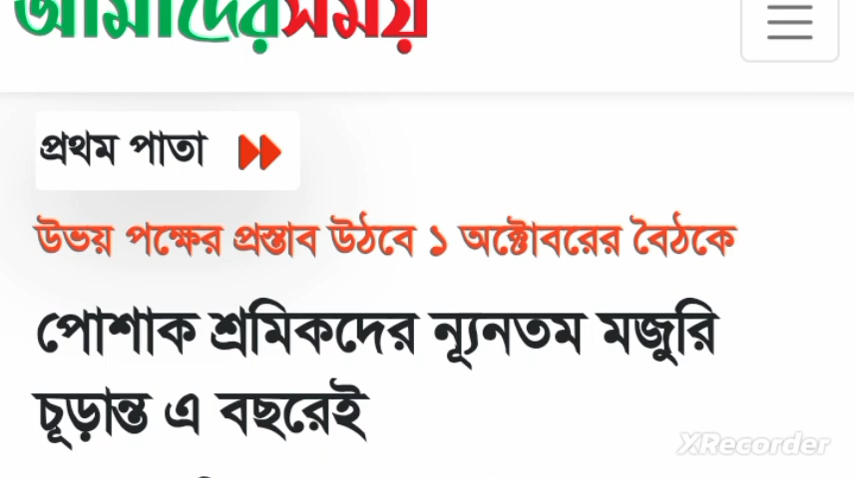 আমাদেরসময়
প্রথম পাতা
উভয় পক্ষের প্রস্তাব উঠবে ১ অক্টোবরের বৈঠকে
পোশাক শ্রমিকদের ন্যূনতম মজুরি
চূড়ান্ত এ বছরেই
XRecorder